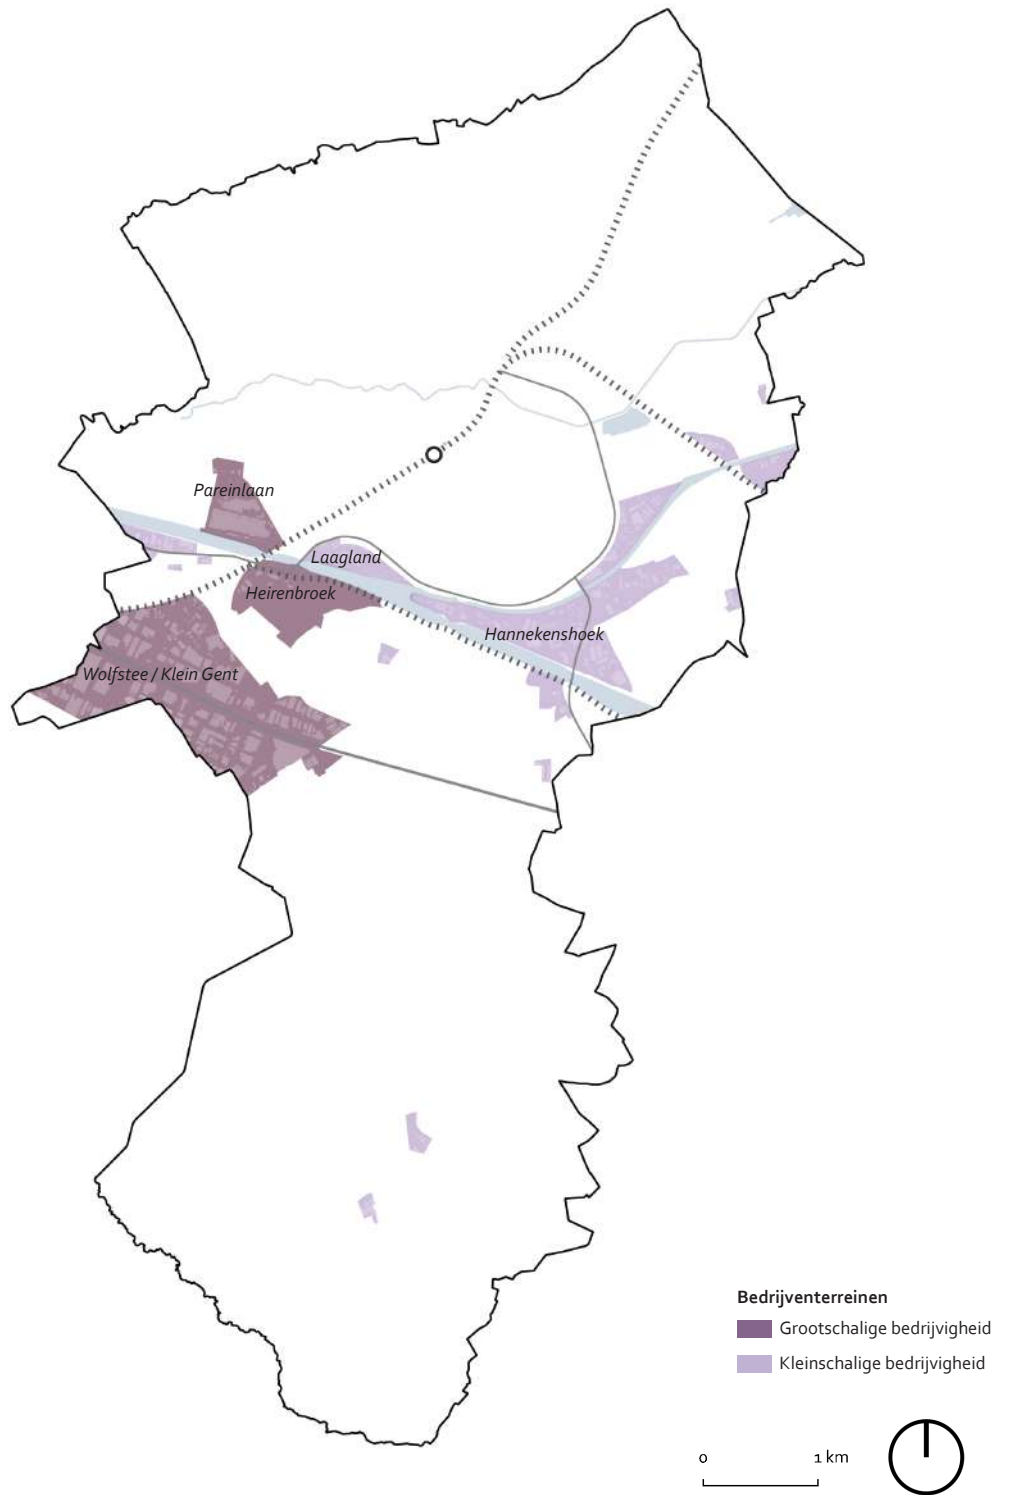 Pareinlaan
Laagland
Heirenbroek
Hannekenshoek
Wolfstee / Klein Gent
Bedrijventerreinen
Grootschalige bedrijvigheid
Kleinschalige bedrijvigheid
0 1 km